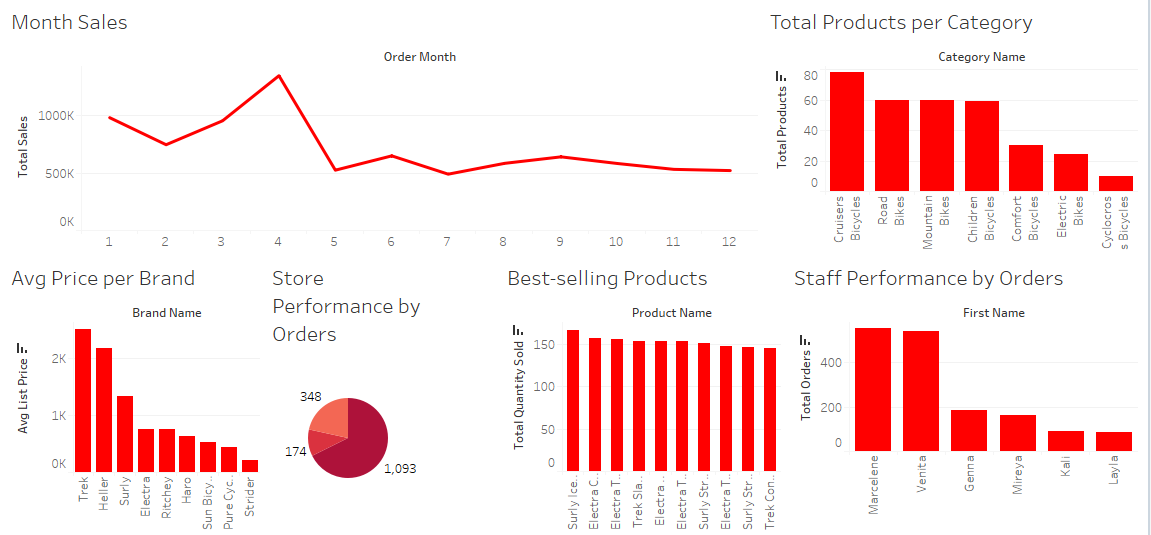 Month Sales
Order Month
Total Sales
1000K
500K
0K
1 2 3 4 5 6 7 8 9 10 11 12
Total Products per Category
Category Name
Total Products
80
60
40
20
0
Cruisers
Bicycles
Road
Bikes
Mountain
Bikes
Children
Bicycles
Comfort
Bicycles
Electric
Bikes
Cyclocros
s Bicycles
Avg Price per Brand
Brand Name
Avg List Price
2K
1K
0K
Trek
Heller
Surly
Electra
Ritchey
Haro
Sun Bicy..
Pure Cyc..
Strider
Store
Performance by
Orders
348
174
1,093
Best-selling Products
Product Name
Total Quantity Sold
150
100
50
0
Surly Ice..
Electra C..
Electra T..
Trek Sla..
Electra ..
Electra T..
Surly Str..
Electra T..
Surly Str..
Trek Con..
Staff Performance by Orders
First Name
Total Orders
400
200
0
Marcelene
Venita
Genna
Mireya
Kali
Layla